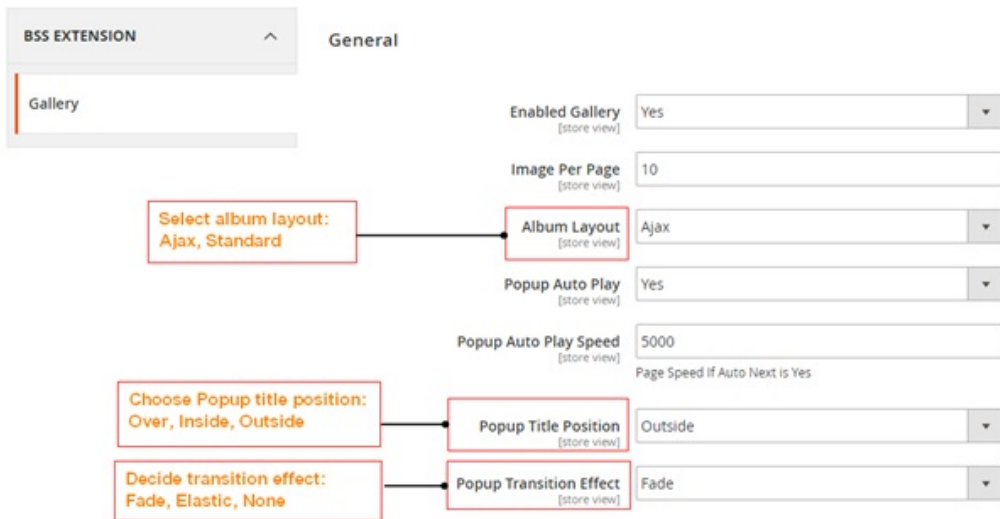 BSS EXTENSION
General
Gallery
Enabled Gallery
[store view]
Yes
Image Per Page
[store view]
10
Select album layout:
Ajax, Standard
Album Layout
[store view]
Ajax
Popup Auto Play
[store view]
Yes
Popup Auto Play Speed
[store view]
5000
Page Speed If Auto Next is Yes
Choose Popup title position:
Over, Inside, Outside
Popup Title Position
[store view]
Outside
Decide transition effect:
Fade, Elastic, None
Popup Transition Effect
[store view]
Fade